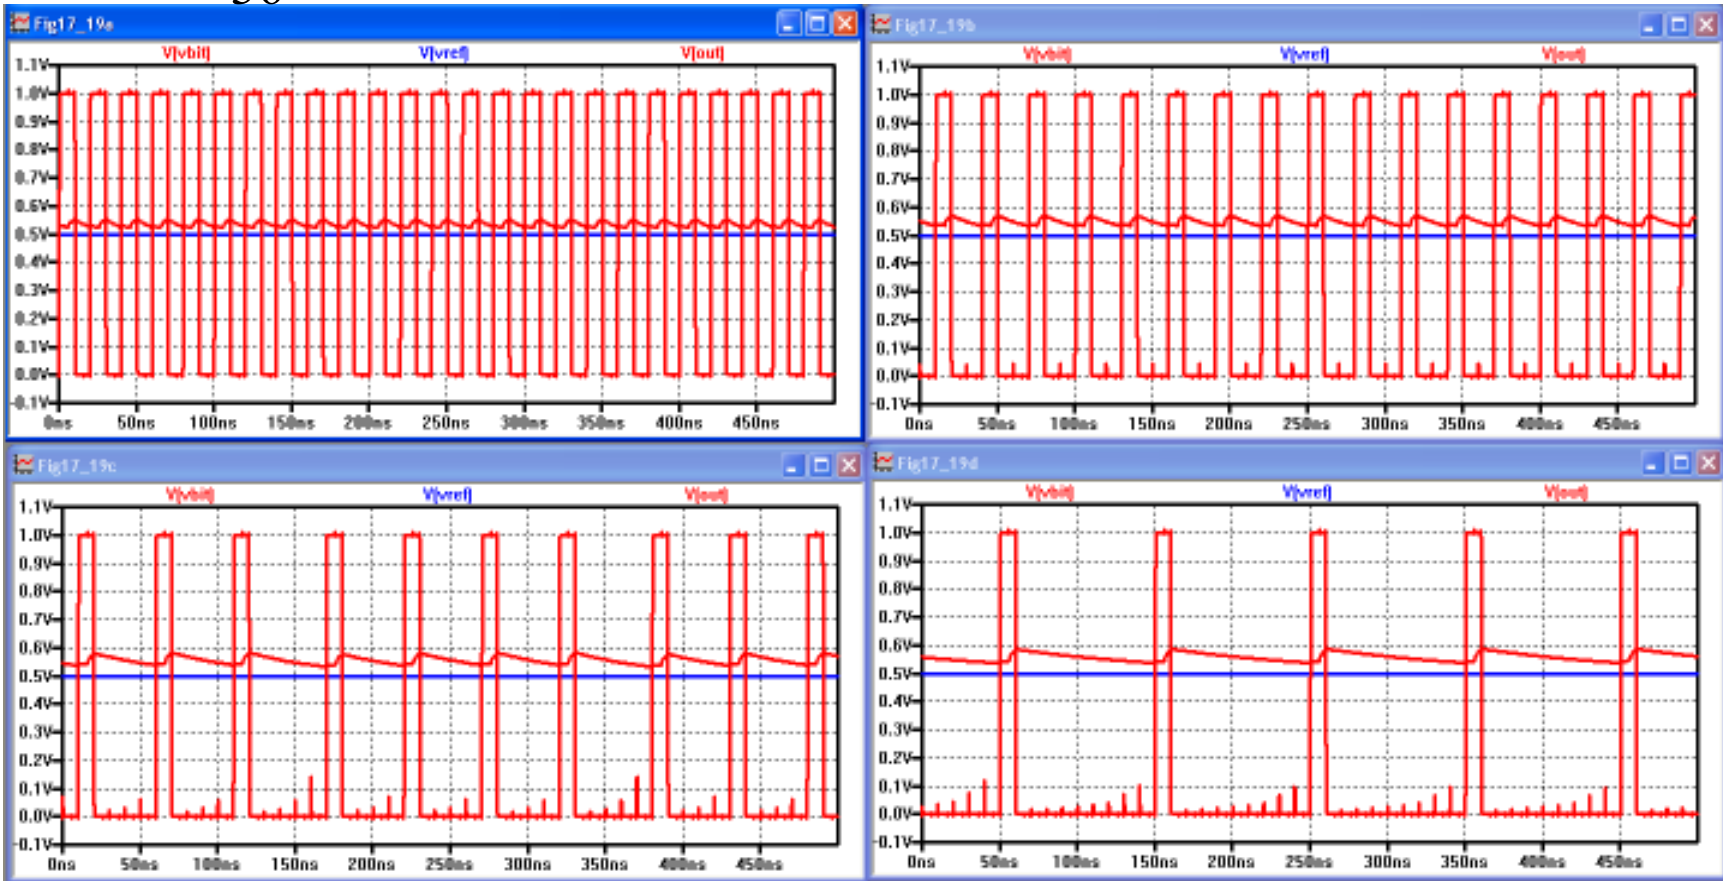 30
Fig17_19a
V(vbit) V(vref) V(out)
1.1V
1.0V
0.9V
0.8V
0.7V
0.6V
0.5V
0.4V
0.3V
0.2V
0.1V
0.0V
-0.1V
0ns 50ns 100ns 150ns 200ns 250ns 300ns 350ns 400ns 450ns
Fig17_19b
V(vbit) V(vref) V(out)
1.1V
1.0V
0.9V
0.8V
0.7V
0.6V
0.5V
0.4V
0.3V
0.2V
0.1V
0.0V
-0.1V
0ns 50ns 100ns 150ns 200ns 250ns 300ns 350ns 400ns 450ns
Fig17_19c
V(vbit) V(vref) V(out)
1.1V
1.0V
0.9V
0.8V
0.7V
0.6V
0.5V
0.4V
0.3V
0.2V
0.1V
0.0V
-0.1V
0ns 50ns 100ns 150ns 200ns 250ns 300ns 350ns 400ns 450ns
Fig17_19d
V(vbit) V(vref) V(out)
1.1V
1.0V
0.9V
0.8V
0.7V
0.6V
0.5V
0.4V
0.3V
0.2V
0.1V
0.0V
-0.1V
0ns 50ns 100ns 150ns 200ns 250ns 300ns 350ns 400ns 450ns